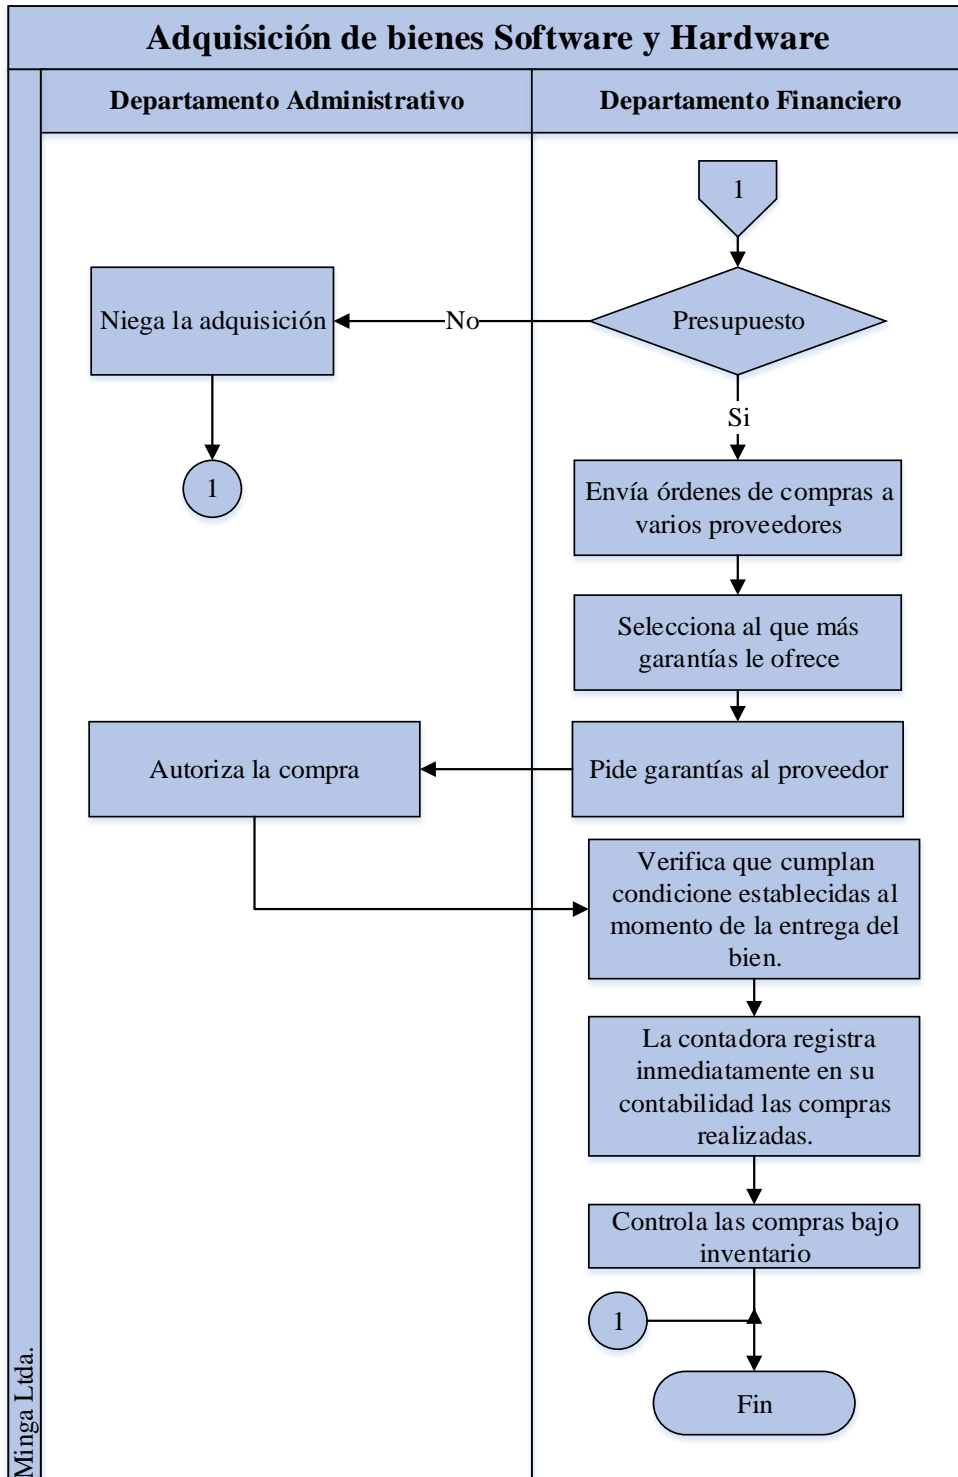 Adquisición de bienes Software y Hardware
Departamento Administrativo
Departamento Financiero
1
Niega la adquisición
No
Presupuesto
Si
1
Envía órdenes de compras a
varios proveedores
Selecciona al que más
garantías le ofrece
Autoriza la compra
Pide garantías al proveedor
Verifica que cumplan
condicione establecidas al
momento de la entrega del
bien.
La contadora registra
inmediatamente en su
contabilidad las compras
realizadas.
Controla las compras bajo
inventario
1
Fin
Minga Ltda.